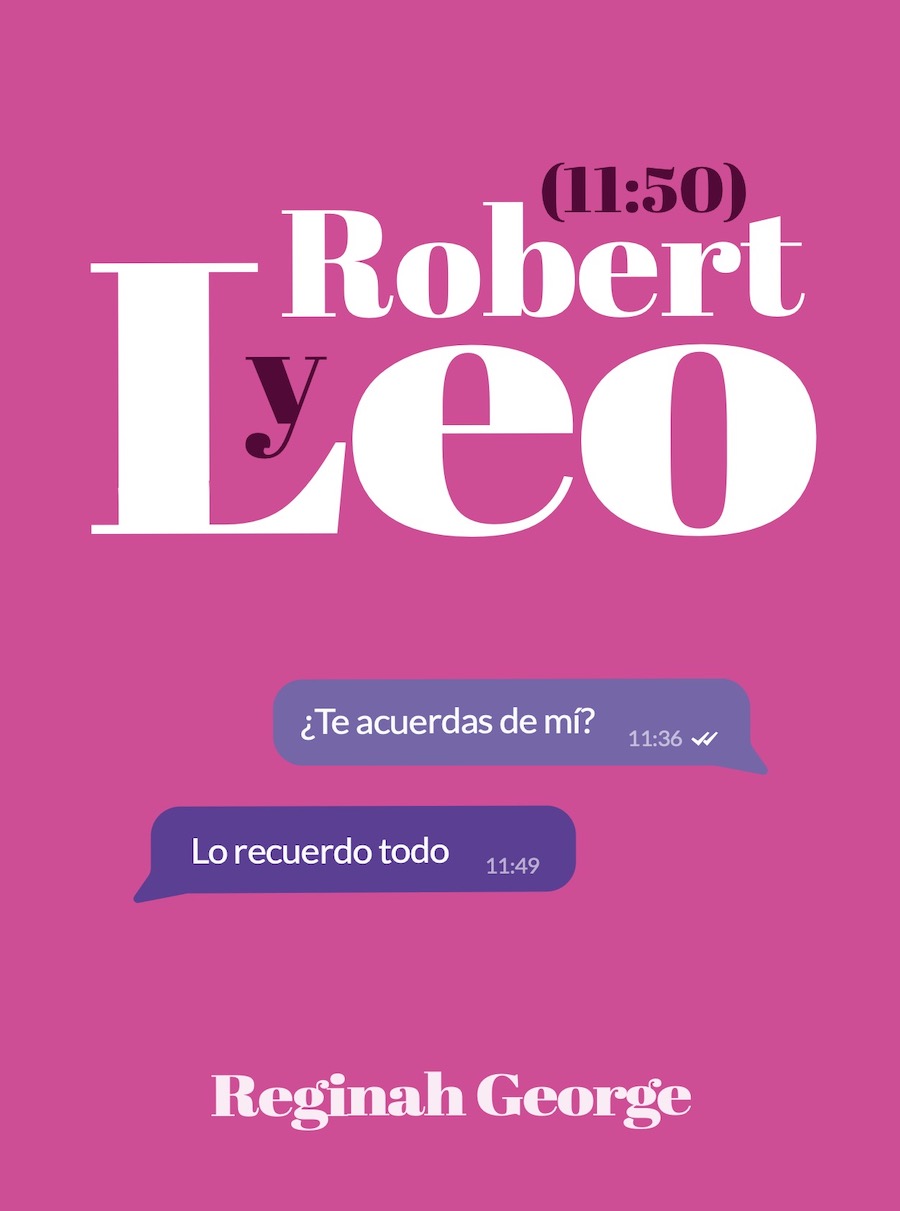 (11:50)
Robert
y Leo
¿Te acuerdas de mí? 11:36
Lo recuerdo todo 11:49
Reginah George